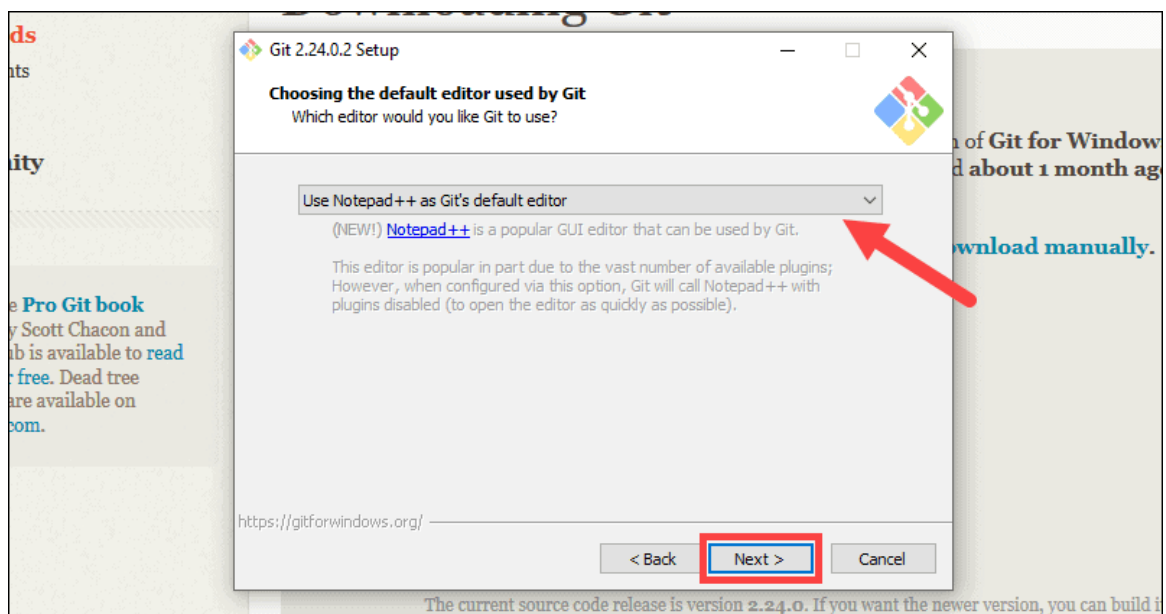 Downloading Git
ds
nts
nity
e Pro Git book
y Scott Chacon and
ub is available to read
r free. Dead tree
are available on
com.
Git 2.24.0.2 Setup
Choosing the default editor used by Git
Which editor would you like Git to use?
Use Notepad++ as Git's default editor
(NEW!) Notepad++ is a popular GUI editor that can be used by Git.
This editor is popular in part due to the vast number of available plugins;
However, when configured via this option, Git will call Notepad++ with
plugins disabled (to open the editor as quickly as possible).
https://gitforwindows.org/
< Back
Next >
Cancel
n of Git for Window
d about 1 month ag
ownload manually.
The current source code release is version 2.24.0. If you want the newer version, you can build i